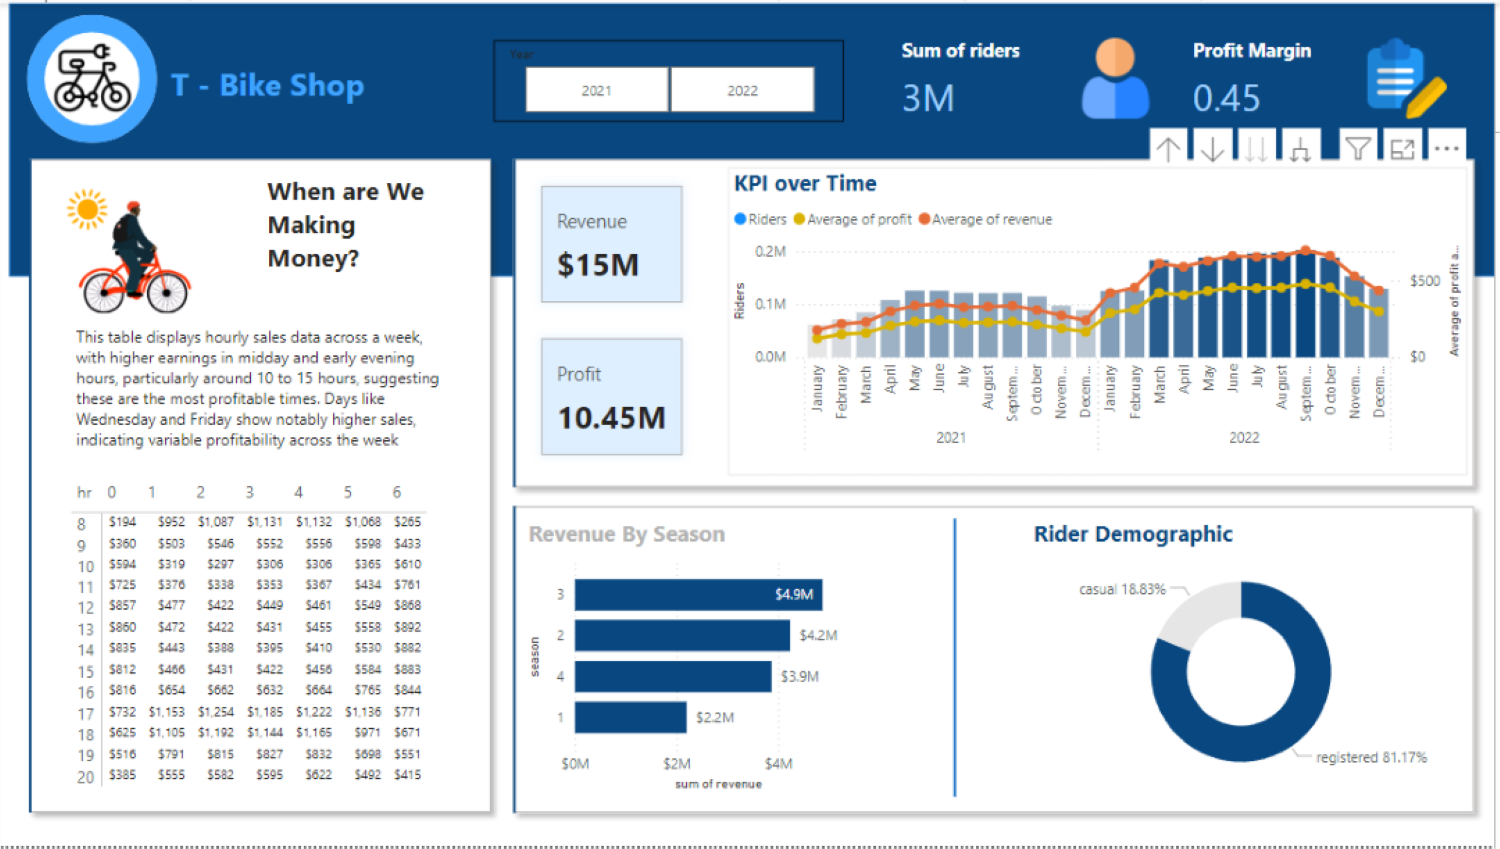 T - Bike Shop
Year
2021
2022
Sum of riders
3M
Profit Margin
0.45
When are We
Making
Money?
This table displays hourly sales data across a week,
with higher earnings in midday and early evening
hours, particularly around 10 to 15 hours, suggesting
these are the most profitable times. Days like
Wednesday and Friday show notably higher sales,
indicating variable profitability across the week
hr 0 1 2 3 4 5 6
8 $194 $952 $1,087 $1,131 $1,132 $1,068 $265
9 $360 $503 $546 $552 $556 $598 $433
10 $594 $319 $297 $306 $306 $365 $610
11 $725 $376 $338 $353 $367 $434 $761
12 $857 $477 $422 $449 $461 $549 $868
13 $860 $472 $422 $431 $455 $558 $892
14 $835 $443 $388 $395 $410 $530 $882
15 $812 $466 $431 $422 $456 $584 $883
16 $816 $654 $662 $632 $664 $765 $844
17 $732 $1,153 $1,254 $1,185 $1,222 $1,136 $771
18 $625 $1,105 $1,192 $1,144 $1,165 $971 $671
19 $516 $791 $815 $827 $832 $698 $551
20 $385 $555 $582 $595 $622 $492 $415
Revenue
$15M
Profit
10.45M
KPI over Time
Riders Average of profit Average of revenue
Riders
0.2M
0.1M
0.0M
$500
$0
Average of profit a...
January
February
March
April
May
June
July
August
Septem...
October
Novem...
Decem...
January
February
March
April
May
June
July
August
Septem...
October
Novem...
Decem...
2021
2022
Revenue By Season
season
3 $4.9M
2 $4.2M
4 $3.9M
1 $2.2M
$0M $2M $4M
sum of revenue
Rider Demographic
casual 18.83%
registered 81.17%